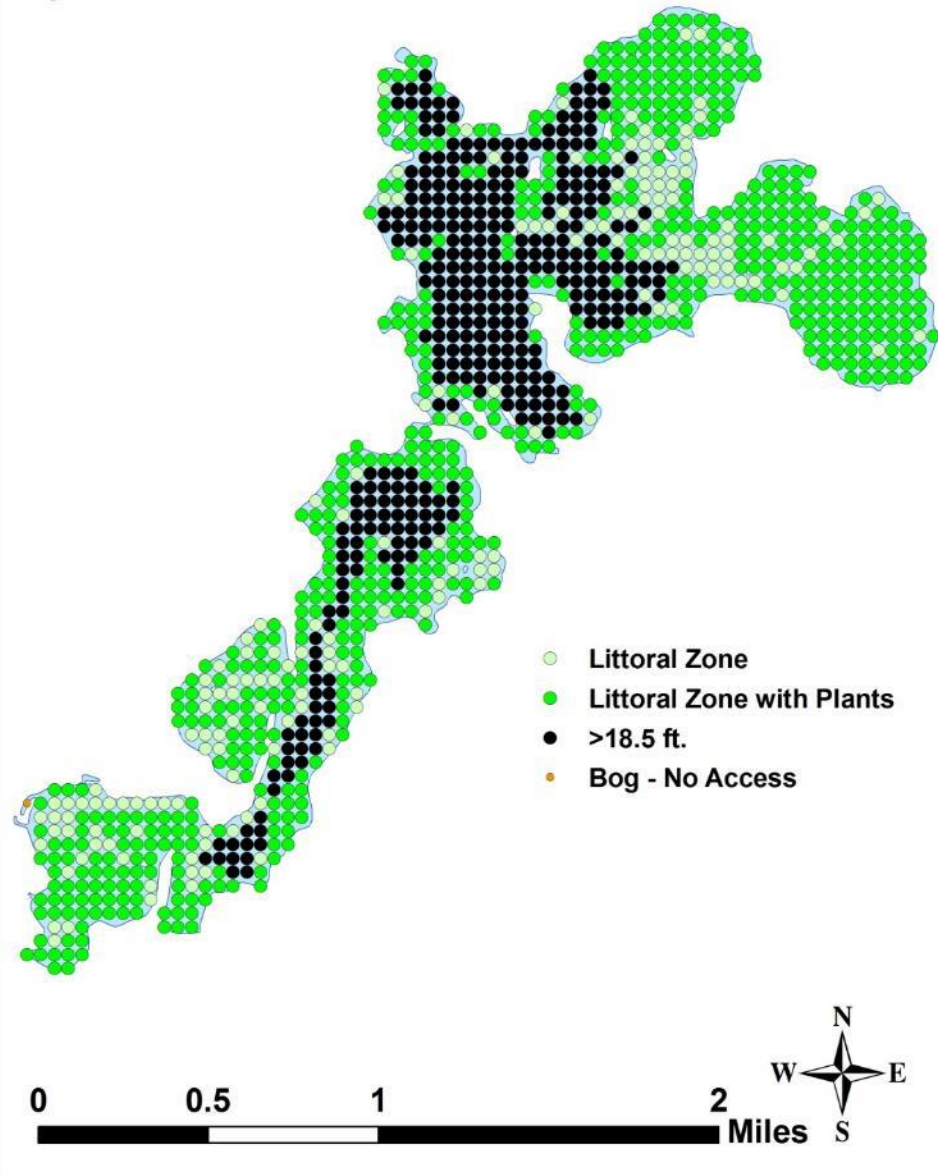 Littoral Zone
Littoral Zone with Plants
>18.5 ft.
Bog - No Access
N
W E
S
0 0.5 1 2
Miles